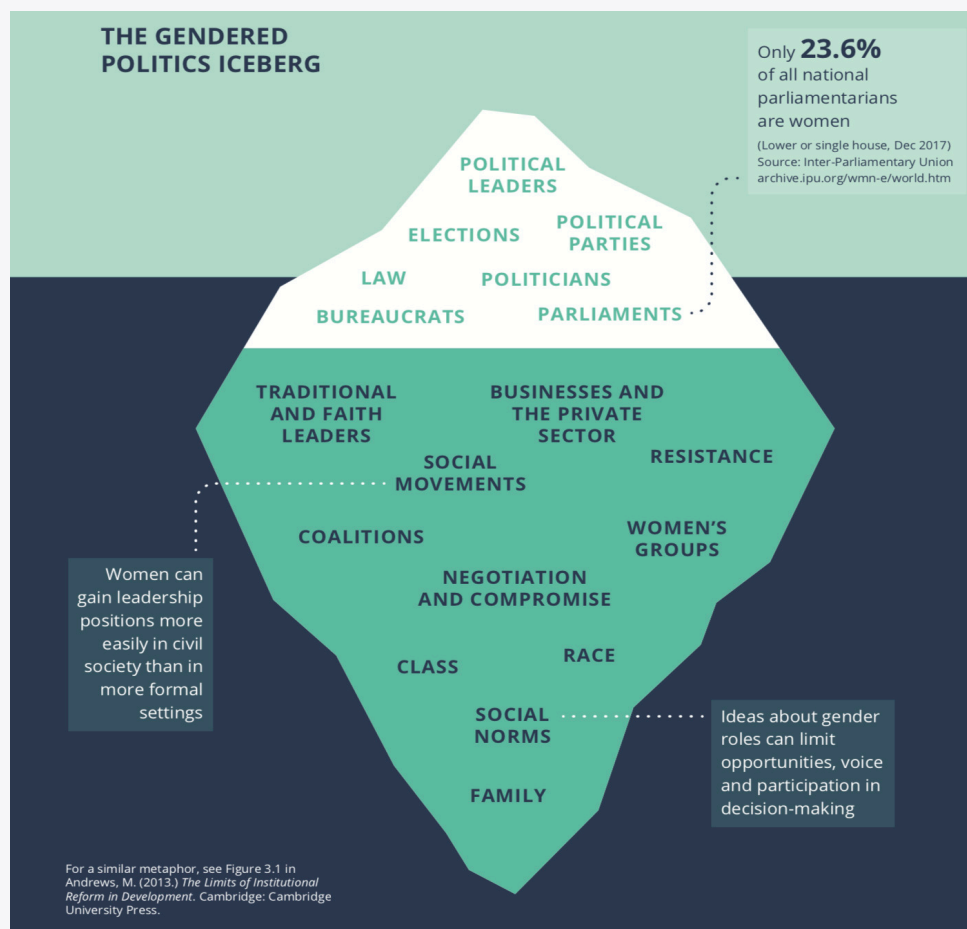 THE GENDERED
POLITICS ICEBERG
Only 23.6%
of all national
parliamentarians
are women
(Lower or single house, Dec 2017)
Source: Inter-Parliamentary Union
archive.ipu.org/wmn-e/world.htm
POLITICAL
LEADERS
ELECTIONS
POLITICAL
PARTIES
LAW
POLITICIANS
BUREAUCRATS
PARLIAMENTS
TRADITIONAL
AND FAITH
LEADERS
BUSINESSES AND
THE PRIVATE
SECTOR
RESISTANCE
SOCIAL
MOVEMENTS
COALITIONS
WOMEN'S
GROUPS
NEGOTIATION
AND COMPROMISE
Women can
gain leadership
positions more
easily in civil
society than in
more formal
settings
CLASS
RACE
SOCIAL
NORMS
Ideas about gender
roles can limit
opportunities, voice
and participation in
decision-making
FAMILY
For a similar metaphor, see Figure 3.1 in
Andrews, M. (2013.) The Limits of Institutional
Reform in Development. Cambridge: Cambridge
University Press.